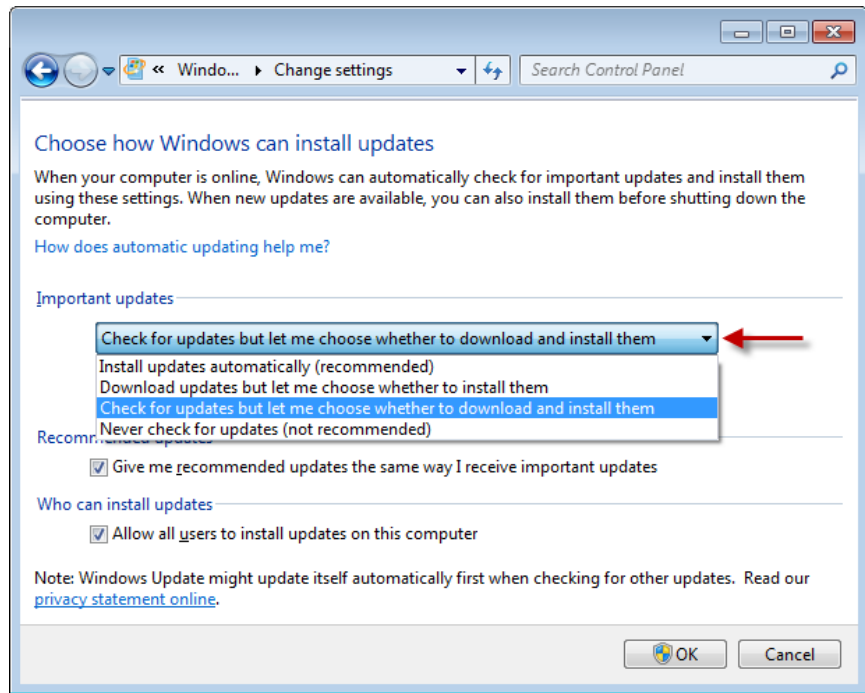 « Windo... ▸ Change settings
Search Control Panel
Choose how Windows can install updates
When your computer is online, Windows can automatically check for important updates and install them
using these settings. When new updates are available, you can also install them before shutting down the
computer.
How does automatic updating help me?
Important updates
Check for updates but let me choose whether to download and install them
Install updates automatically (recommended)
Download updates but let me choose whether to install them
Check for updates but let me choose whether to download and install them
Never check for updates (not recommended)
Recommended updates
Give me recommended updates the same way I receive important updates
Who can install updates
Allow all users to install updates on this computer
Note: Windows Update might update itself automatically first when checking for other updates. Read our
privacy statement online.
OK Cancel